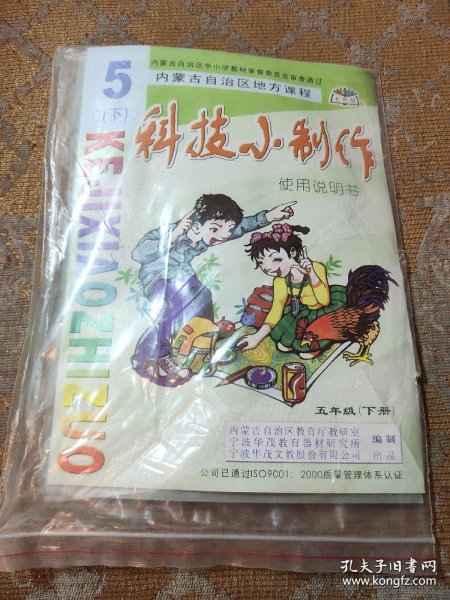 内蒙古自治区中小学教材审查委员会审查通过
内蒙古自治区地方课程
5
(下)
科技小制作
使用说明书
KEJIXIAOZHIZUO
五年级(下册)
内蒙古自治区教育厅教研室
宁波华茂教育器材研究所
宁波华茂文教股份有限公司
编制
出品
公司已通过ISO9001:2000质量管理体系认证
孔夫子旧书网
www.kongfz.com